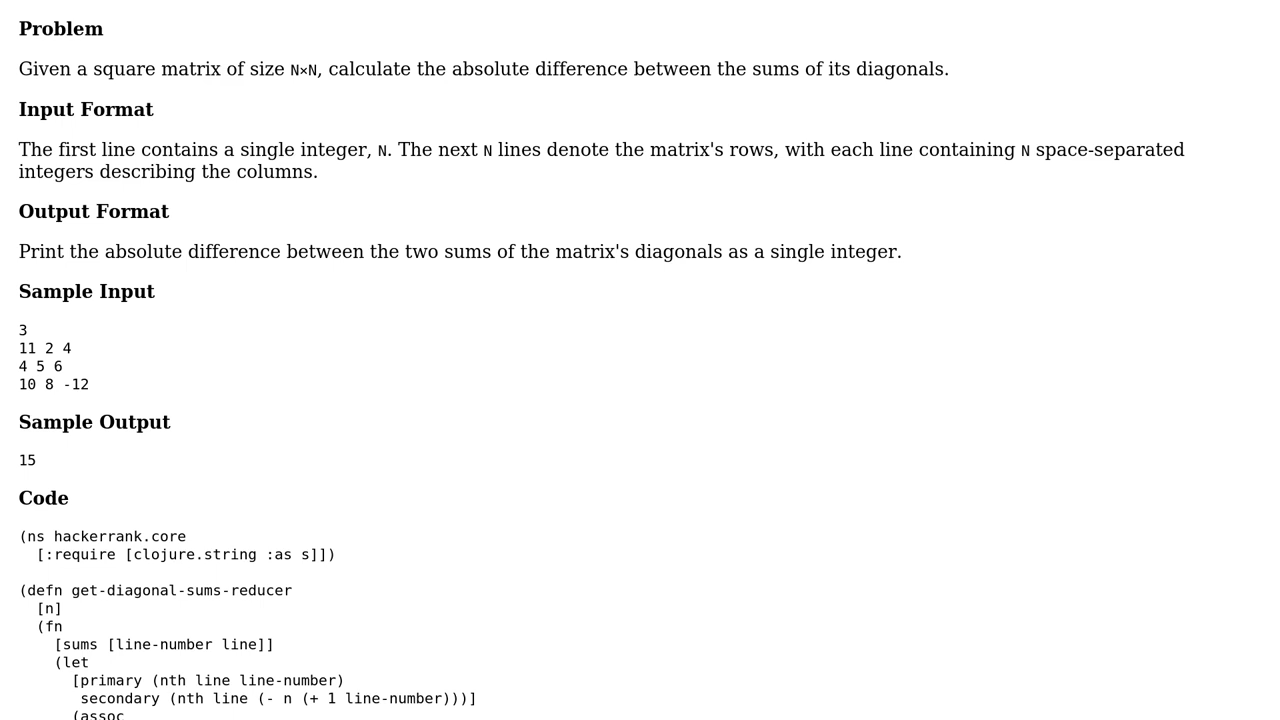 Problem
Given a square matrix of size N×N, calculate the absolute difference between the sums of its diagonals.
Input Format
The first line contains a single integer, N. The next N lines denote the matrix's rows, with each line containing N space-separated
integers describing the columns.
Output Format
Print the absolute difference between the two sums of the matrix's diagonals as a single integer.
Sample Input
3
11 2 4
4 5 6
10 8 -12
Sample Output
15
Code
(ns hackerrank.core
  [:require [clojure.string :as s]])
(defn get-diagonal-sums-reducer
  [n]
  (fn
    [sums [line-number line]]
    (let
      [primary (nth line line-number)
       secondary (nth line (- n (+ 1 line-number)))]
      (assoc